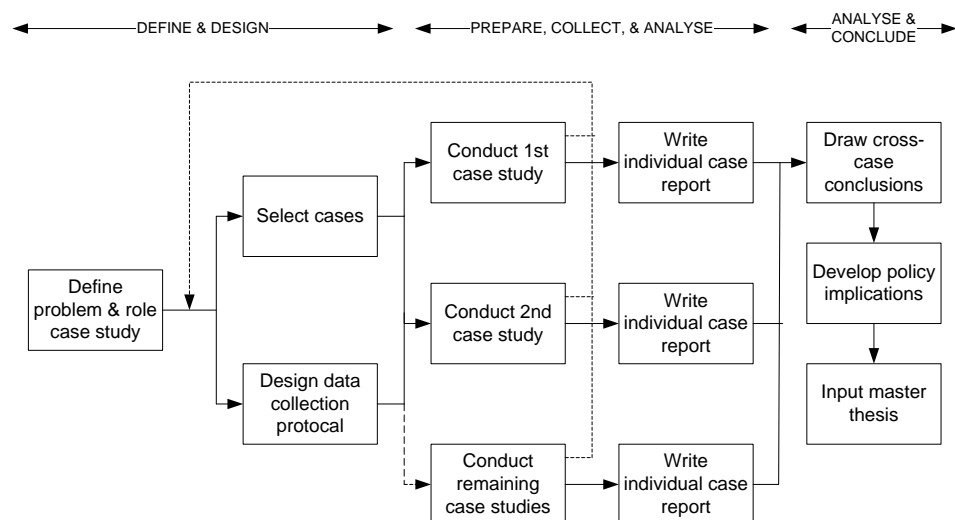 DEFINE & DESIGN
PREPARE, COLLECT, & ANALYSE
ANALYSE &
CONCLUDE
Define
problem & role
case study
Select cases
Design data
collection
protocal
Conduct 1st
case study
Conduct 2nd
case study
Conduct
remaining
case studies
Write
individual case
report
Write
individual case
report
Write
individual case
report
Draw cross-
case
conclusions
Develop policy
implications
Input master
thesis